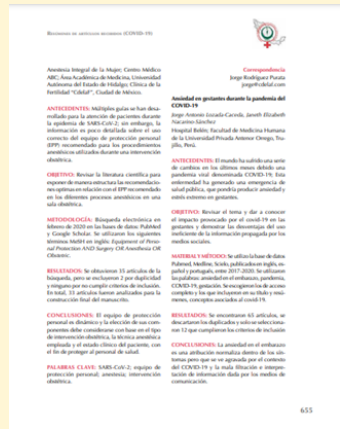 RESÚMENES DE ARTÍCULOS RECIENTES (COVID-19)
Anestesia Integral de la Mujer; Centro Médico
ABC; Área Académica de Medicina, Universidad
Autónoma del Estado de Hidalgo; Clínica de la
Fertilidad "Cdefal", Ciudad de México.
ANTECEDENTES: Múltiples guías se han desa-
rrollado para la atención de pacientes durante
la epidemia de SARS-CoV-2; sin embargo, la
información es poco detallada sobre el uso
correcto del equipo de protección personal
(EPP) recomendado para los procedimientos
anestésicos utilizados durante una intervención
obstétrica.
OBJETIVO: Revisar la literatura científica para
exponer de manera estructura las recomendacio-
nes óptimas en relación con el EPP recomendado
en los diferentes procesos anestésicos en una
sala obstétrica.
METODOLOGÍA: Búsqueda electrónica en
febrero de 2020 en las bases de datos: PubMed
y Google Scholar. Se utilizaron los siguientes
términos MeSH en inglés: Equipment of Perso-
nal Protection AND Surgery OR Anesthesia OR
Obstetric.
RESULTADOS: Se obtuvieron 35 artículos de la
búsqueda, pero se excluyeron 2 por duplicidad
y ninguno por no cumplir criterios de inclusión.
En total, 33 artículos fueron analizados para la
construcción final del manuscrito.
CONCLUSIONES: El equipo de protección
personal es dinámico y la elección de sus com-
ponentes debe considerarse con base en el tipo
de intervención obstétrica, la técnica anestésica
empleada y el estado clínico del paciente, con
el fin de proteger al personal de salud.
PALABRAS CLAVE: SARS-CoV-2; equipo de
protección personal; anestesia; intervención
obstétrica.
Correspondencia
Jorge Rodríguez Purata
jorge@cdefal.com
Ansiedad en gestantes durante la pandemia del
COVID-19
Jorge Antonio Lozada-Caceda, Janeth Elizabeth
Nacarino-Sánchez
Hospital Belén; Facultad de Medicina Humana
de la Universidad Privada Antenor Orrego, Tru-
jillo, Perú.
ANTECEDENTES: El mundo ha sufrido una serie
de cambios en los últimos meses debido una
pandemia viral denominada COVID-19; Esta
enfermedad ha generado una emergencia de
salud pública, que pondría producir ansiedad y
estrés extremo en gestantes.
OBJETIVO: Revisar el tema y dar a conocer
el impacto provocado por el covid-19 en las
gestantes y demostrar las desventajas del uso
ineficiente de la información propagada por los
medios sociales.
MATERIAL Y MÉTODO: Se utilizó la base de datos
Pubmed, Medline, Scielo, publicados en inglés, es-
pañol y portugués, entre 2017-2020. Se utilizaron
las palabras: ansiedad en el embarazo, pandemia,
COVID-19, gestación. Se escogieron los de acceso
completo y los que incluyeron en su título y resú-
menes, conceptos asociados al covid-19.
RESULTADOS: Se encontraron 65 artículos, se
descartaron los duplicados y solo se selecciona-
ron 12 que cumplieron los criterios de inclusión
CONCLUSIONES: La ansiedad en el embarazo
es una atribución normaliza dentro de los sín-
tomas pero que se ve agravada por el contexto
del COVID-19 y la mala filtración e interpre-
tación de información dada por los medios de
comunicación.
655